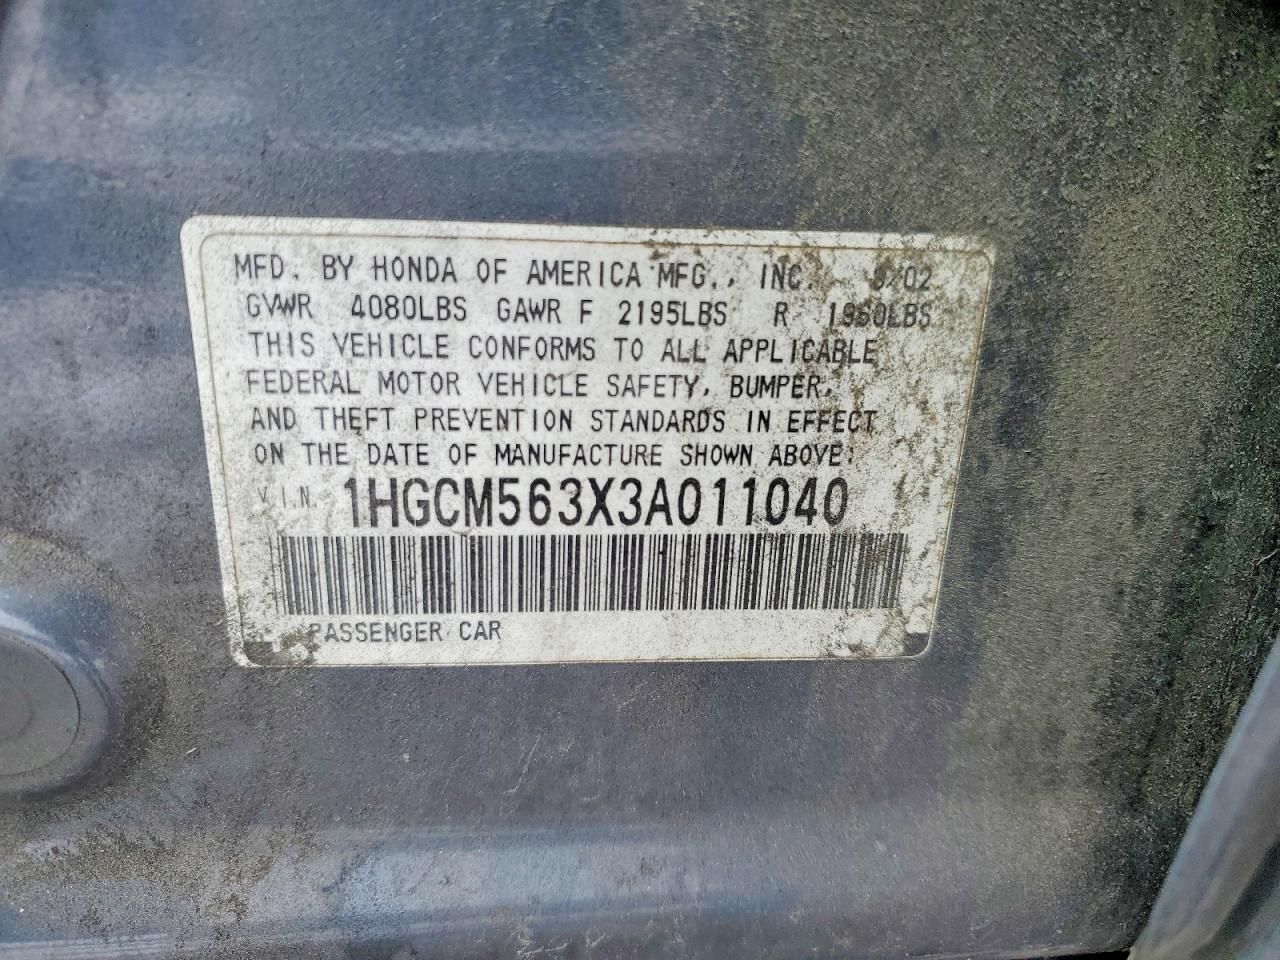 MFD. BY HONDA OF AMERICA MFG., INC. 9/02
GVWR 4080LBS GAWR F 2195LBS R
THIS VEHICLE CONFORMS TO ALL APPLICABLE
FEDERAL MOTOR VEHICLE SAFETY, BUMPER,
AND THEFT PREVENTION STANDARDS IN EFFECT
ON THE DATE OF MANUFACTURE SHOWN ABOVE:
V.I.N. 1HGCM563X3A011040
PASSENGER CAR